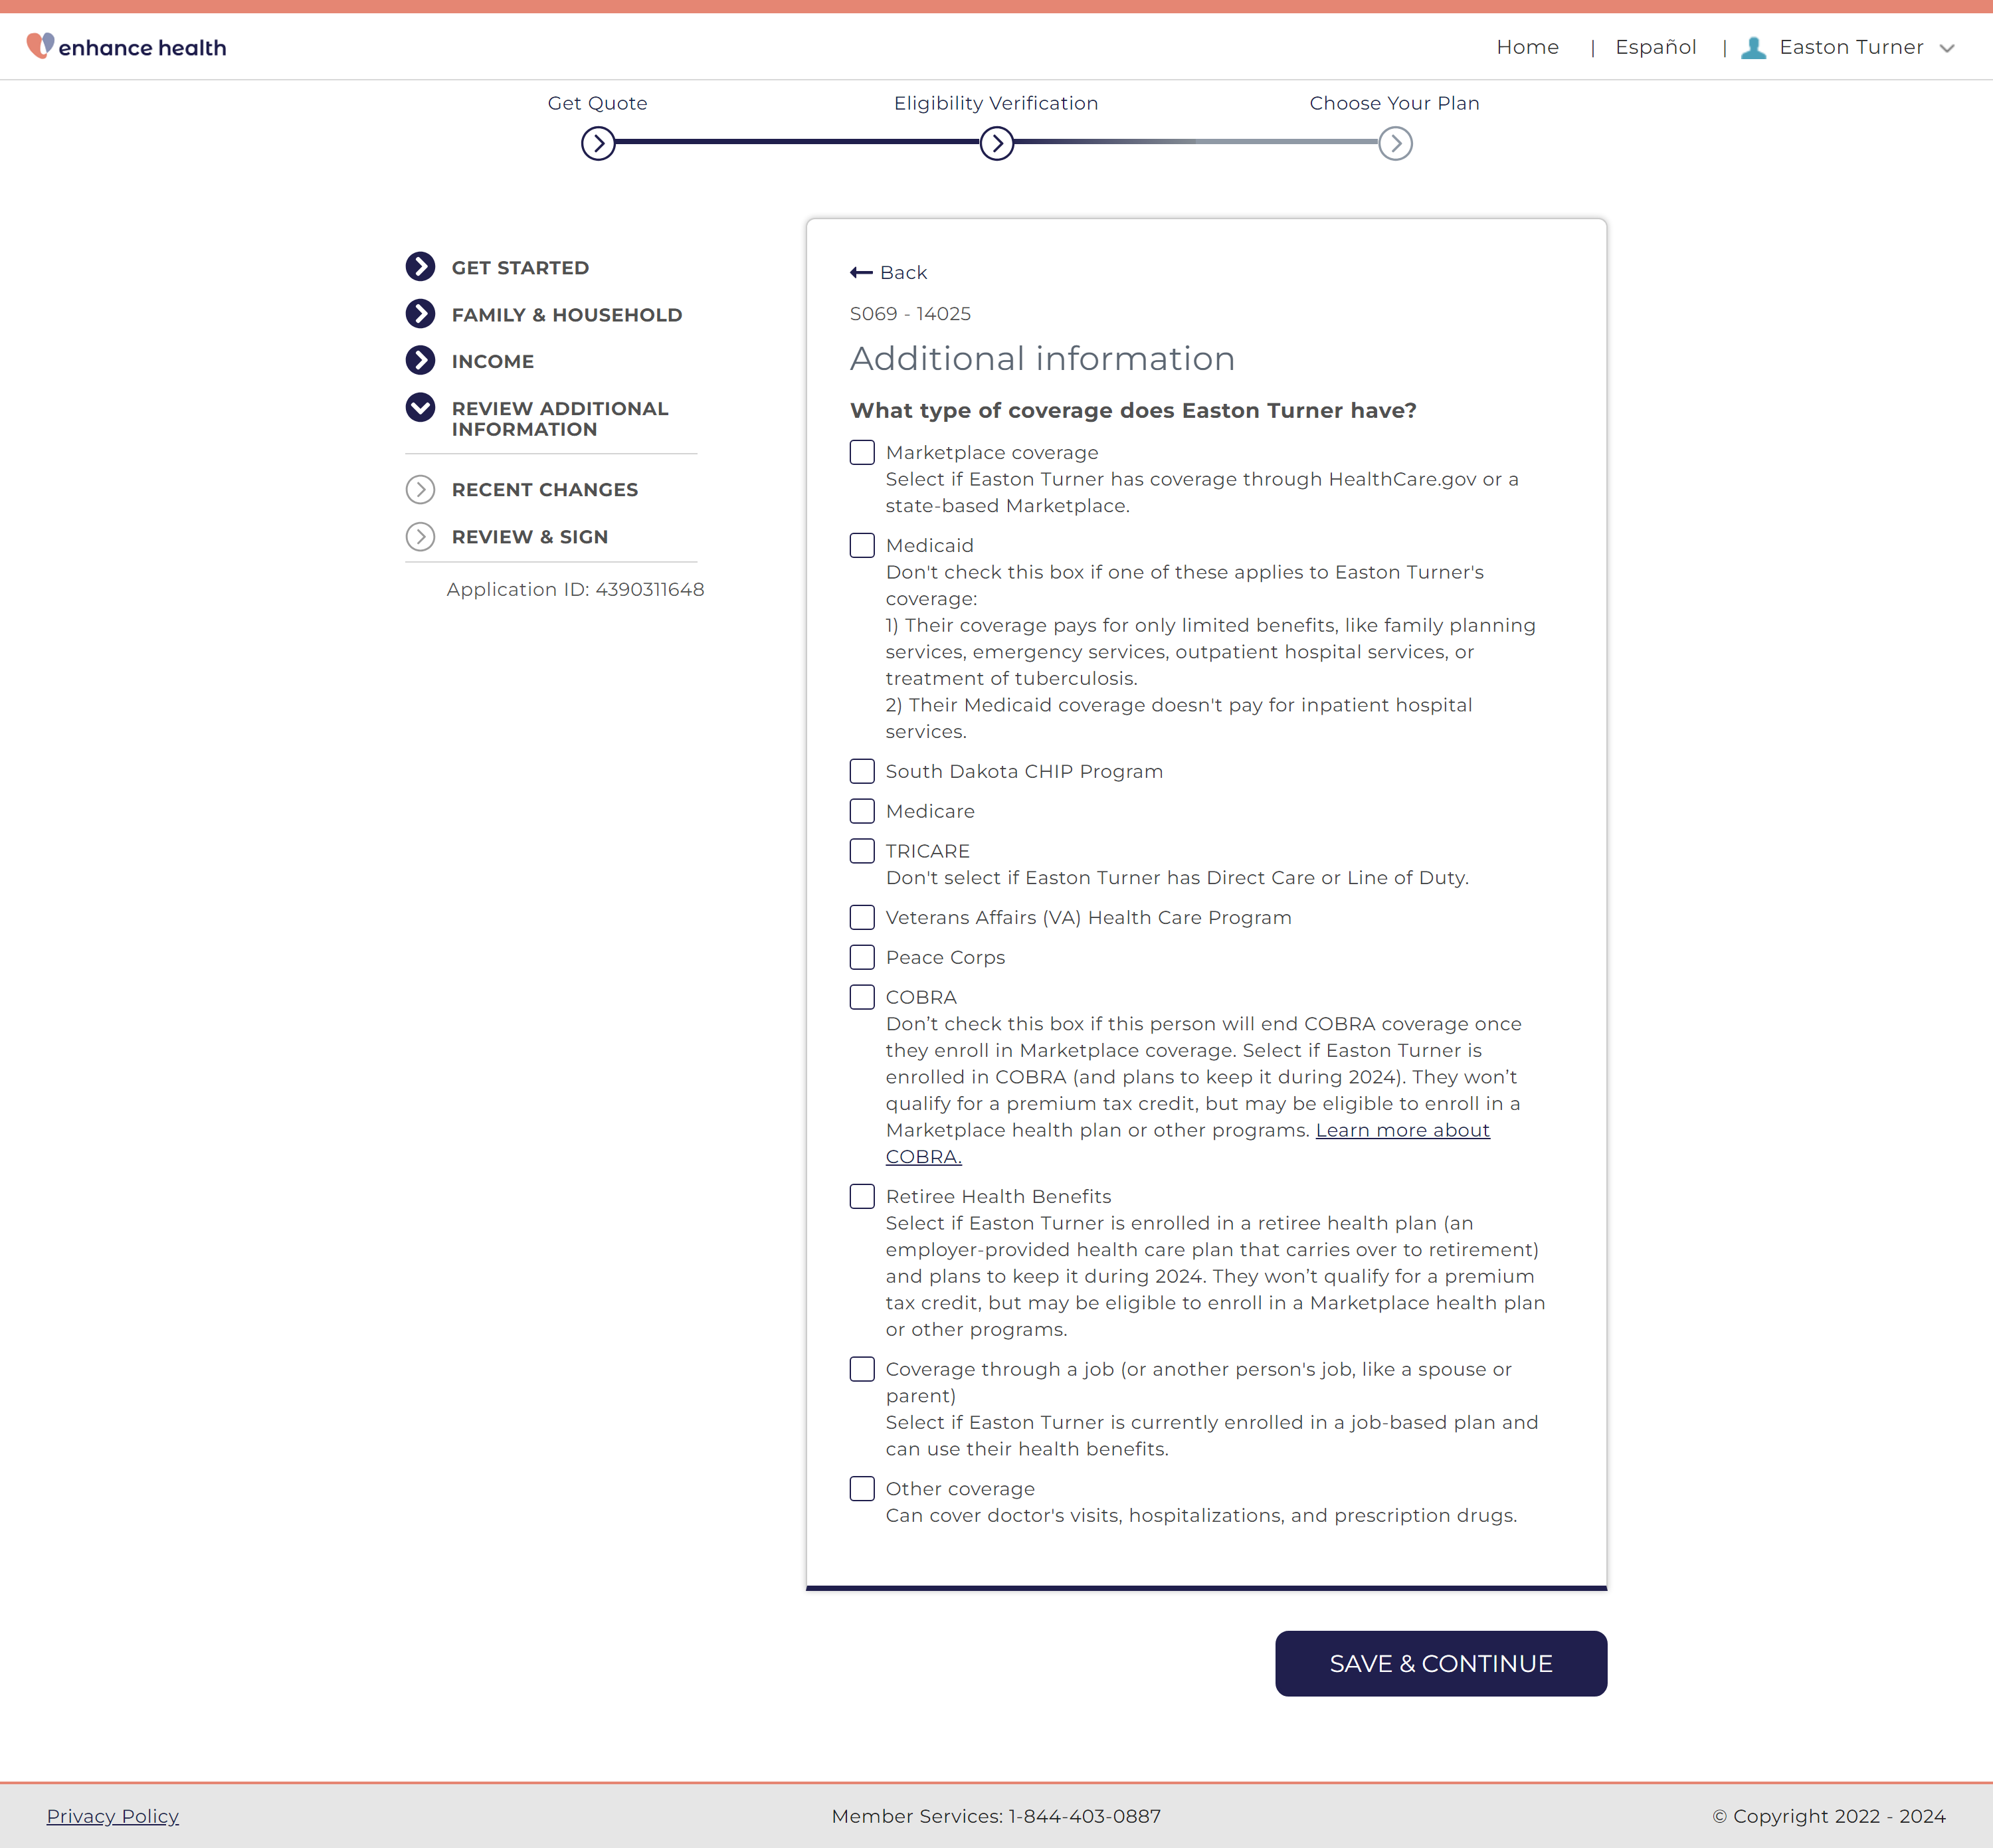 enhance health
Home | Español | Easton Turner
Get Quote
Eligibility Verification
Choose Your Plan
GET STARTED
FAMILY & HOUSEHOLD
INCOME
REVIEW ADDITIONAL
INFORMATION
RECENT CHANGES
REVIEW & SIGN
Application ID: 4390311648
Back
S069 - 14025
Additional information
What type of coverage does Easton Turner have?
Marketplace coverage
Select if Easton Turner has coverage through HealthCare.gov or a
state-based Marketplace.
Medicaid
Don't check this box if one of these applies to Easton Turner's
coverage:
1) Their coverage pays for only limited benefits, like family planning
services, emergency services, outpatient hospital services, or
treatment of tuberculosis.
2) Their Medicaid coverage doesn't pay for inpatient hospital
services.
South Dakota CHIP Program
Medicare
TRICARE
Don't select if Easton Turner has Direct Care or Line of Duty.
Veterans Affairs (VA) Health Care Program
Peace Corps
COBRA
Don’t check this box if this person will end COBRA coverage once
they enroll in Marketplace coverage. Select if Easton Turner is
enrolled in COBRA (and plans to keep it during 2024). They won’t
qualify for a premium tax credit, but may be eligible to enroll in a
Marketplace health plan or other programs. Learn more about
COBRA.
Retiree Health Benefits
Select if Easton Turner is enrolled in a retiree health plan (an
employer-provided health care plan that carries over to retirement)
and plans to keep it during 2024. They won’t qualify for a premium
tax credit, but may be eligible to enroll in a Marketplace health plan
or other programs.
Coverage through a job (or another person's job, like a spouse or
parent)
Select if Easton Turner is currently enrolled in a job-based plan and
can use their health benefits.
Other coverage
Can cover doctor's visits, hospitalizations, and prescription drugs.
SAVE & CONTINUE
Privacy Policy
Member Services: 1-844-403-0887
© Copyright 2022 - 2024